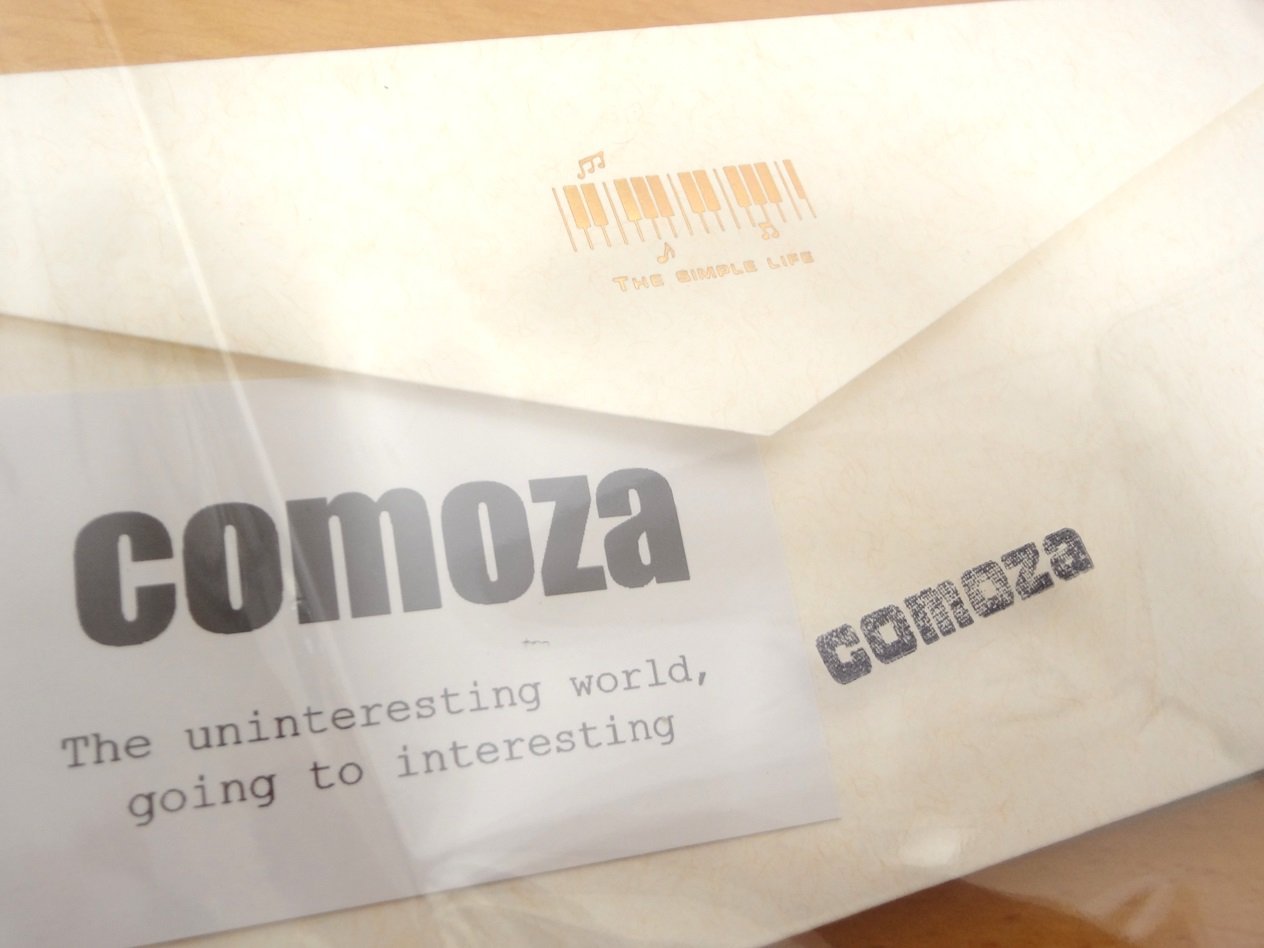 THE SIMPLE LIFE
comoza
The uninteresting world,
going to interesting
comoza